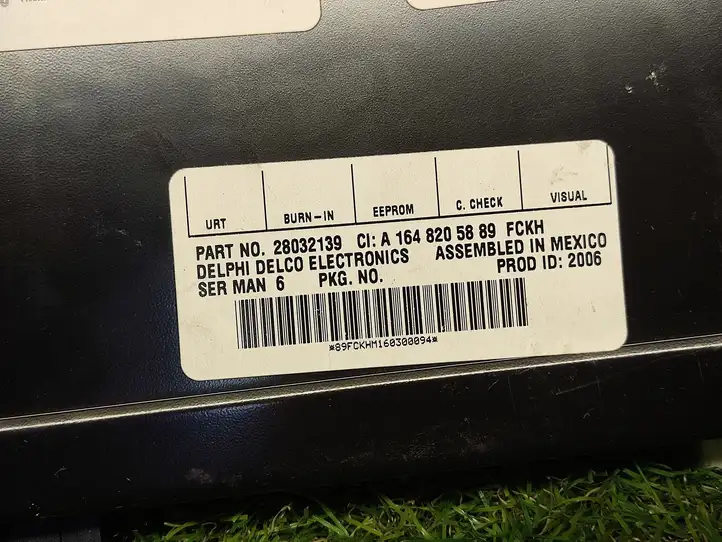 URT BURN-IN EEPROM C. CHECK VISUAL
PART NO. 28032139 CI: A 164 820 58 89 FCKH
DELPHI DELCO ELECTRONICS ASSEMBLED IN MEXICO
SER MAN 6 PKG. NO. PROD ID: 2006
*89FCKHM160300094*